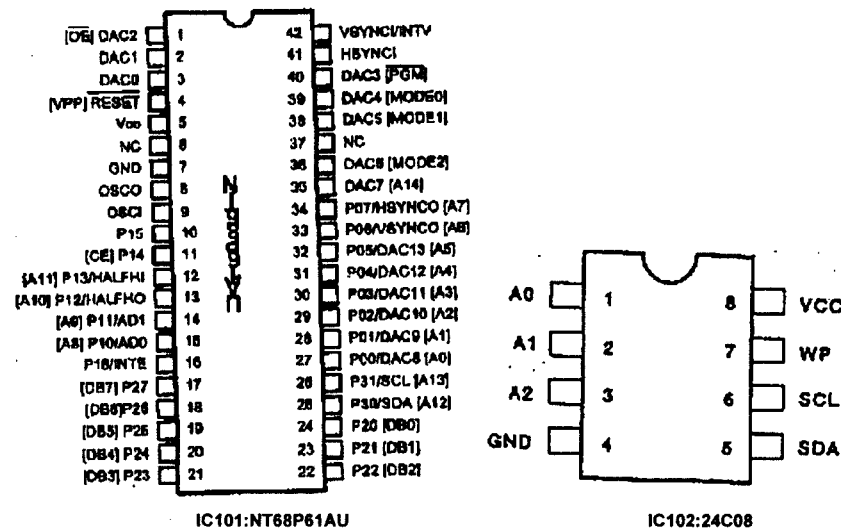 [OE] DAC2 1 42 VSYNCI/INTV
DAC1 2 41 HSYNCI
DAC0 3 40 DAC3 [PGM]
[VPP] RESET 4 39 DAC4 [MODE0]
VDD 5 38 DAC5 [MODE1]
NC 6 37 NC
GND 7 36 DAC6 [MODE2]
OSCO 8 35 DAC7 [A14]
OSCI 9 34 P07/HSYNCO [A7]
P15 10 33 P06/VSYNCO [A6]
[CE] P14 11 32 P05/DAC13 [A5]
[A11] P13/HALFHI 12 31 P04/DAC12 [A4]
[A10] P12/HALFHO 13 30 P03/DAC11 [A3]
[A9] P11/AD1 14 29 P02/DAC10 [A2]
[A8] P10/AD0 15 28 P01/DAC9 [A1]
P16/INTE 16 27 P00/DAC8 [A0]
[DB7] P27 17 26 P31/SCL [A13]
[DB6]P26 18 25 P30/SDA [A12]
[DB5] P25 19 24 P20 [DB0]
[DB4] P24 20 23 P21 [DB1]
[DB3] P23 21 22 P22 [DB2]
NT68P61AU
IC101:NT68P61AU
A0 1 8 VCC
A1 2 7 WP
A2 3 6 SCL
GND 4 5 SDA
IC102:24C08